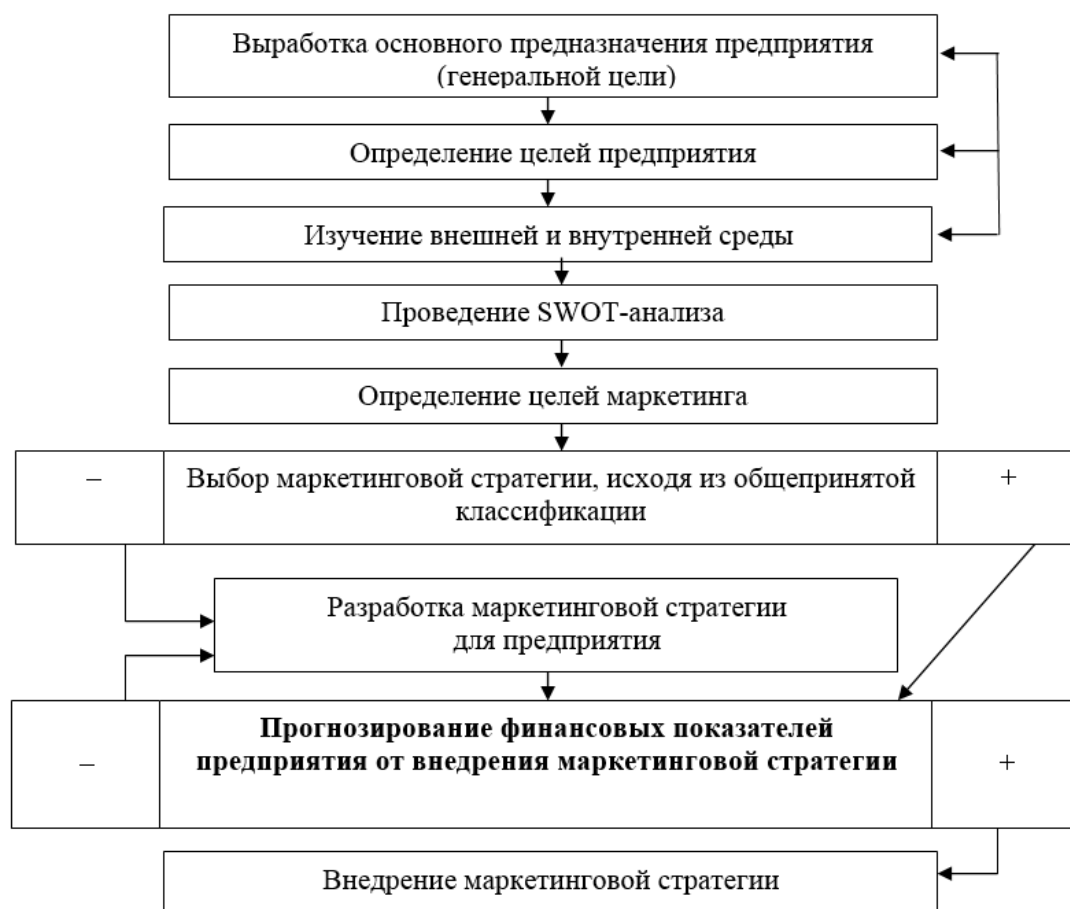 Выработка основного предназначения предприятия
(генеральной цели)
Определение целей предприятия
Изучение внешней и внутренней среды
Проведение SWOT-анализа
Определение целей маркетинга
–
Выбор маркетинговой стратегии, исходя из общепринятой
классификации
+
Разработка маркетинговой стратегии
для предприятия
–
Прогнозирование финансовых показателей
предприятия от внедрения маркетинговой стратегии
+
Внедрение маркетинговой стратегии